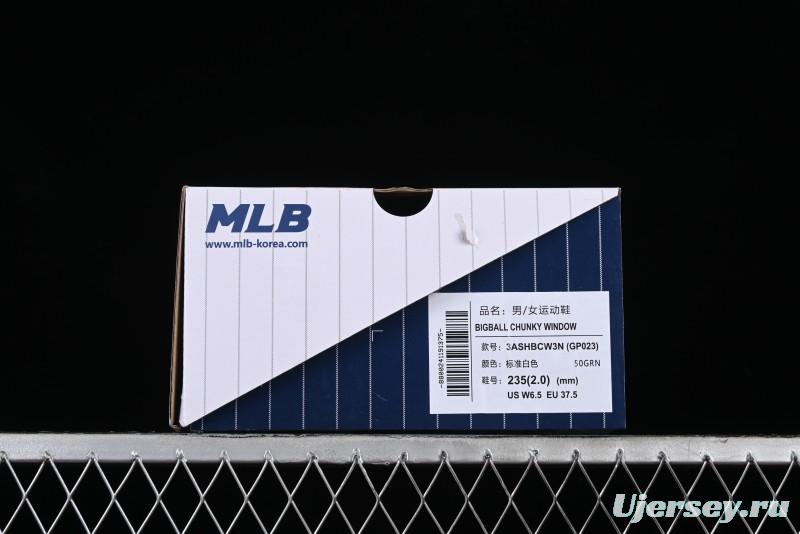 MLB
www.mlb-korea.com
品名: 男/女运动鞋
BIGBALL CHUNKY WINDOW
款号: 3ASHBCW3N (GP023)
颜色: 标准白色 50GRN
鞋号: 235(2.0) (mm)
US W6.5 EU 37.5
-8800241191375-
Ujersey.ru